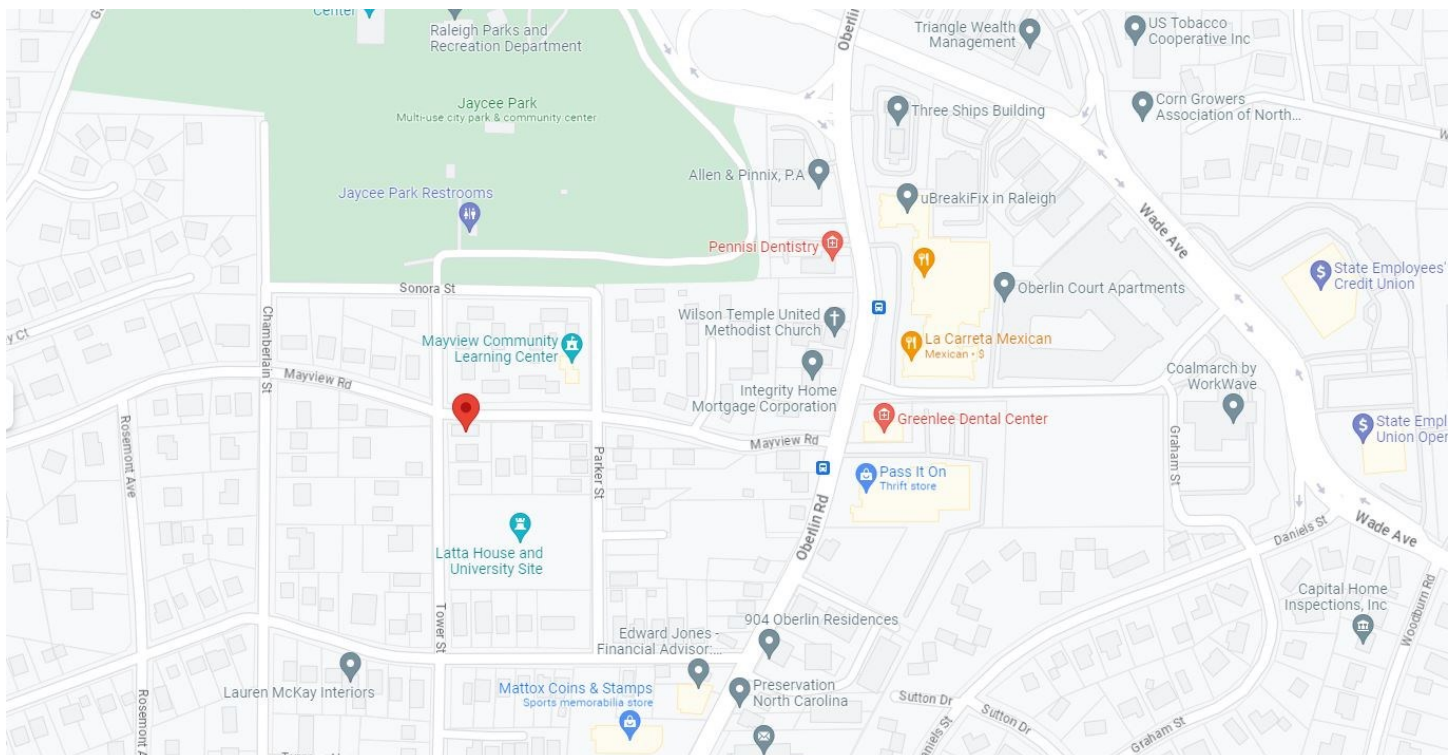 Center
Raleigh Parks and
Recreation Department
Oberlin
Triangle Wealth
Management
US Tobacco
Cooperative Inc
Jaycee Park
Multi-use city park & community center
Three Ships Building
Corn Growers
Association of North...
Allen & Pinnix, P.A
Jaycee Park Restrooms
uBreakiFix in Raleigh
Wade Ave
Pennisi Dentistry
State Employees'
Credit Union
Sonora St
Oberlin Court Apartments
Chamberlain St
Wilson Temple United
Methodist Church
Mayview Community
Learning Center
La Carreta Mexican
Mexican • $
Mayview Rd
Integrity Home
Mortgage Corporation
Coalmarch by
WorkWave
Rosemont Ave
Greenlee Dental Center
Mayview Rd
Parker St
Graham St
State Empl
Union Oper
Pass It On
Thrift store
Oberlin Rd
Latta House and
University Site
Daniels St
Wade Ave
Tower St
Capital Home
Inspections, Inc
Woodburn Rd
904 Oberlin Residences
Edward Jones -
Financial Advisor:...
Lauren McKay Interiors
Mattox Coins & Stamps
Sports memorabilia store
Preservation
North Carolina
Sutton Dr
Sutton Dr
Rosemont A
Daniels St
Graham St